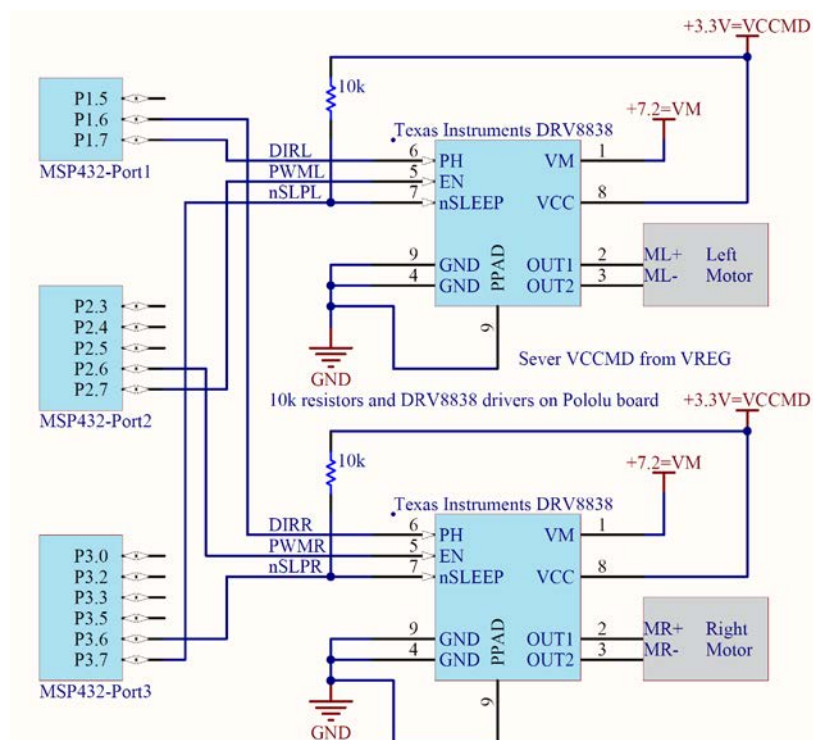 +3.3V=VCCMD
10k
P1.5
P1.6
P1.7
MSP432-Port1
+7.2=VM
Texas Instruments DRV8838
DIRL 6 PH VM 1
PWML 5 EN
nSLPL 7 nSLEEP VCC 8
9 GND OUT1 2 ML+ Left
4 GND OUT2 3 ML- Motor
PPAD
9
GND
Sever VCCMD from VREG
P2.3
P2.4
P2.5
P2.6
P2.7
MSP432-Port2
10k resistors and DRV8838 drivers on Pololu board
+3.3V=VCCMD
10k
+7.2=VM
Texas Instruments DRV8838
DIRR 6 PH VM 1
PWMR 5 EN
nSLPR 7 nSLEEP VCC 8
P3.0
P3.2
P3.3
P3.5
P3.6
P3.7
MSP432-Port3
9 GND OUT1 2 MR+ Right
4 GND OUT2 3 MR- Motor
PPAD
9
GND